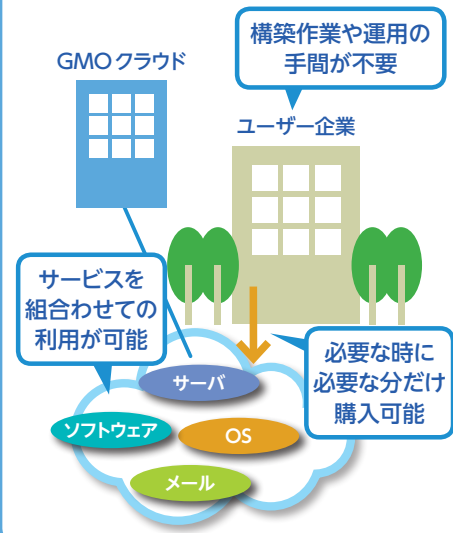 構築作業や運用の
手間が不要
GMOクラウド
ユーザー企業
サービスを
組合わせての
利用が可能
必要な時に
必要な分だけ
購入可能
サーバ
ソフトウェア
OS
メール